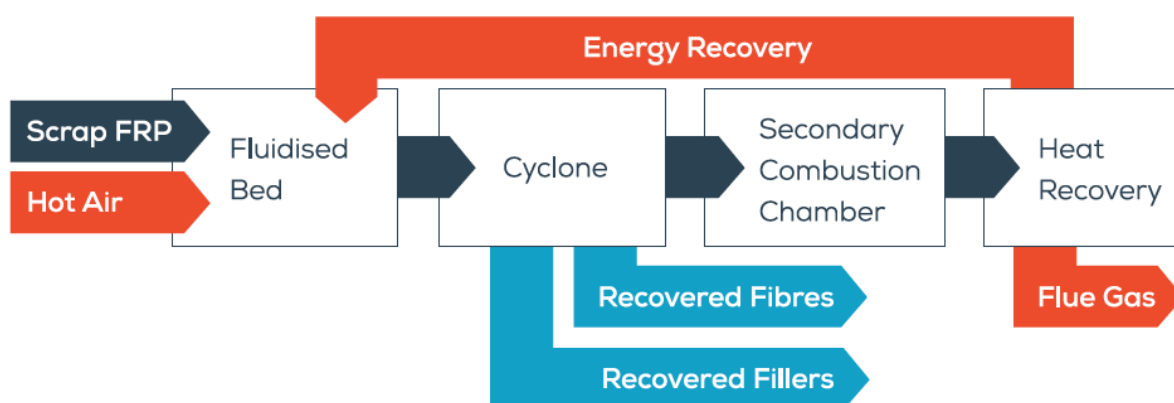 Energy Recovery
Scrap FRP
Hot Air
Fluidised
Bed
Cyclone
Secondary
Combustion
Chamber
Heat
Recovery
Recovered Fibres
Flue Gas
Recovered Fillers